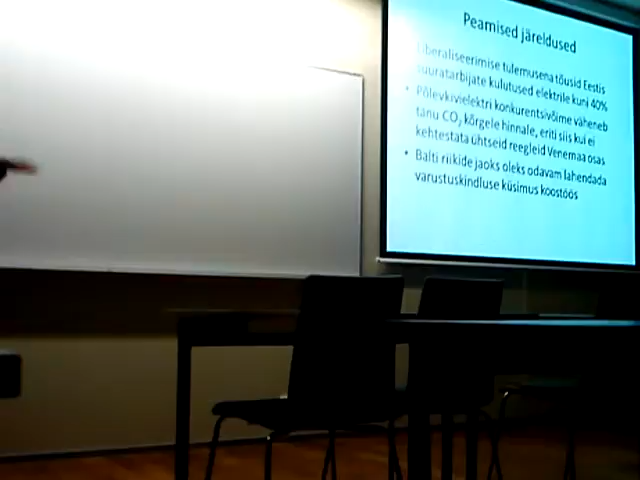 Peamised järeldused
Liberaliseerimise tulemusena tõusid Eestis
suuratarbijate kulutused elektrile kuni 40%
• Põlevkivielektri konkurentsivõime väheneb
tänu CO₂ kõrgele hinnale, eriti siis kui ei
kehtestata ühtseid reegleid Venemaa osas
• Balti riikide jaoks oleks odavam lahendada
varustuskindluse küsimus koostöös